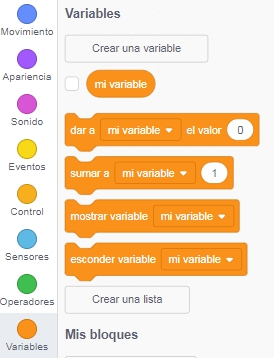 Movimiento
Apariencia
Sonido
Eventos
Control
Sensores
Operadores
Variables
Variables
Crear una variable
mi variable
dar a mi variable el valor 0
sumar a mi variable 1
mostrar variable mi variable
esconder variable mi variable
Crear una lista
Mis bloques